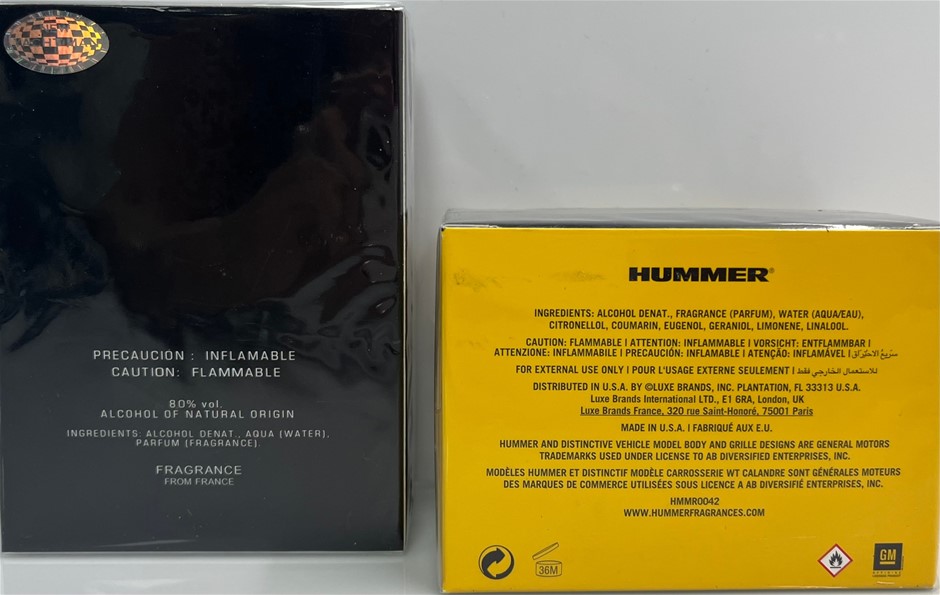 NEW
PRECAUCION : INFLAMABLE
CAUTION: FLAMMABLE
80% vol.
ALCOHOL OF NATURAL ORIGIN
INGREDIENTS: ALCOHOL DENAT., AQUA (WATER),
PARFUM (FRAGRANCE).
FRAGRANCE
FROM FRANCE
HUMMER®
INGREDIENTS: ALCOHOL DENAT., FRAGRANCE (PARFUM), WATER (AQUA/EAU),
CITRONELLOL, COUMARIN, EUGENOL, GERANIOL, LIMONENE, LINALOOL.
CAUTION: FLAMMABLE I ATTENTION: INFLAMMABLE I VORSICHT: ENTFLAMMBAR I
ATTENZIONE: INFLAMMABILE I PRECAUCIÓN: INFLAMABLE I ATENÇÃO: INFLAMÁVEL I سريع الاحتراق
FOR EXTERNAL USE ONLY I POUR L'USAGE EXTERNE SEULEMENT I للاستعمال الخارجي فقط
DISTRIBUTED IN U.S.A. BY ©LUXE BRANDS, INC. PLANTATION, FL 33313 U.S.A.
Luxe Brands International LTD., E1 6RA, London, UK
Luxe Brands France, 320 rue Saint-Honoré, 75001 Paris
MADE IN U.S.A. I FABRIQUÉ AUX E.U.
HUMMER AND DISTINCTIVE VEHICLE MODEL BODY AND GRILLE DESIGNS ARE GENERAL MOTORS
TRADEMARKS USED UNDER LICENSE TO AB DIVERSIFIED ENTERPRISES, INC.
MODÈLES HUMMER ET DISTINCTIF MODÈLE CARROSSERIE WT CALANDRE SONT GÉNÉRALES MOTEURS
DES MARQUES DE COMMERCE UTILISÉES SOUS LICENCE A AB DIVERSIFIÉ ENTERPRISES, INC.
HMMR0042
WWW.HUMMERFRAGRANCES.COM
36M
GM